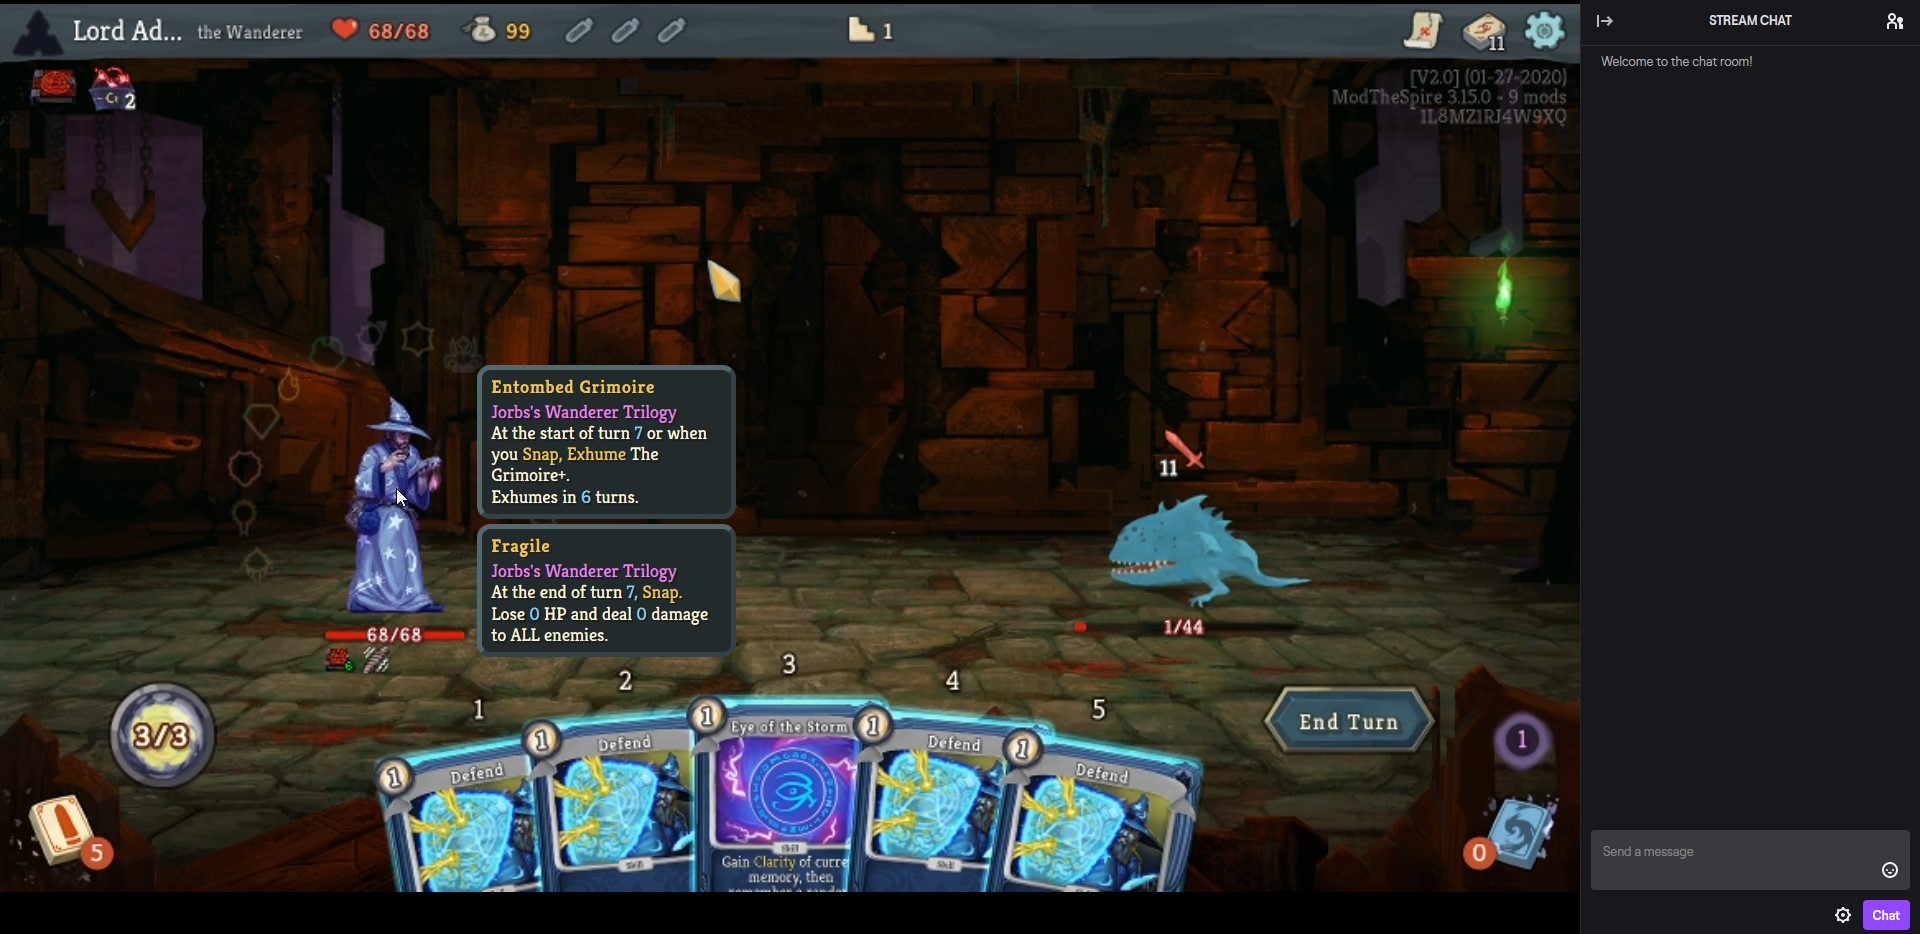 Lord Ad... the Wanderer 68/68 99 1 11
2
[V2.0] (01-27-2020)
ModTheSpire 3.15.0 - 9 mods
1L8MZ1RJ4W9XQ
Entombed Grimoire
Jorbs's Wanderer Trilogy
At the start of turn 7 or when
you Snap, Exhume The
Grimoire+.
Exhumes in 6 turns.
Fragile
Jorbs's Wanderer Trilogy
At the end of turn 7, Snap.
Lose 0 HP and deal 0 damage
to ALL enemies.
11
68/68
6
1/44
1 2 3 4 5
3/3
1 Defend
Skill
1 Defend
Skill
1 Eye of the Storm
Skill
Gain Clarity of curre
memory, then
1 Defend
Skill
1 Defend
End Turn
1
5
0
STREAM CHAT
Welcome to the chat room!
Send a message
Chat